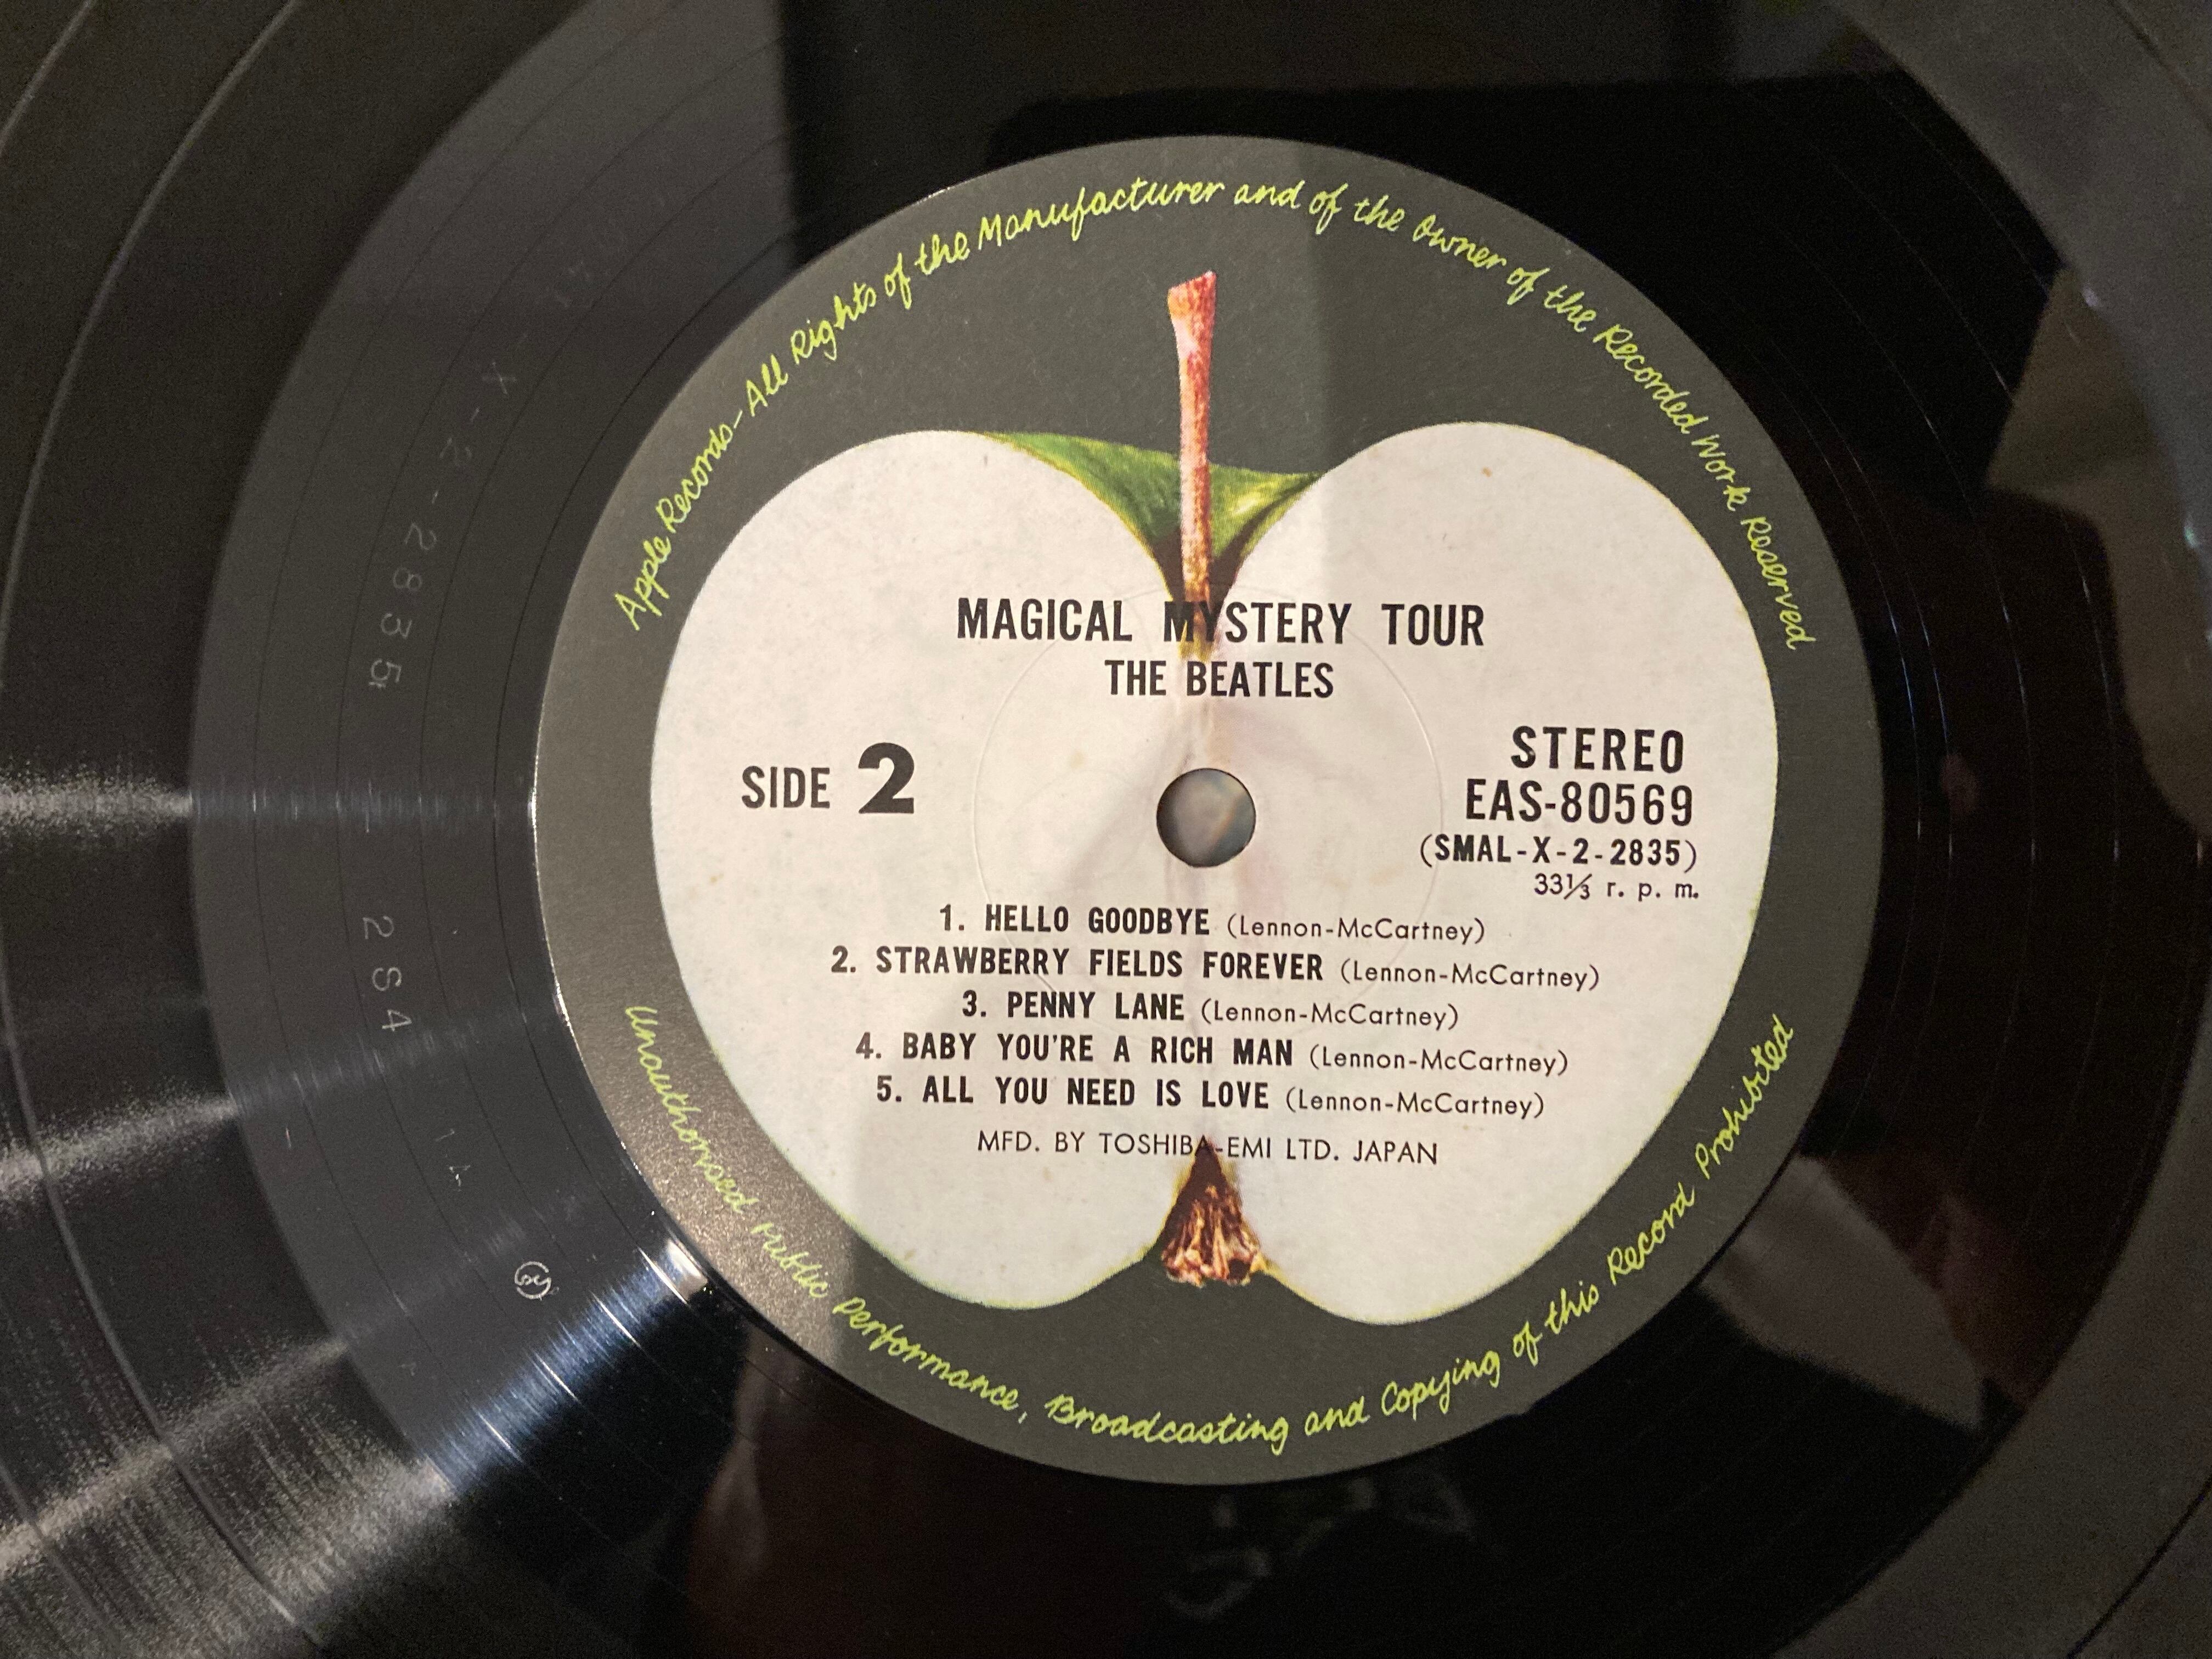 Apple Records-All Rights of the Manufacturer and of the Owner of the Recorded Work Reserved
MAGICAL MYSTERY TOUR
THE BEATLES
SIDE 2
STEREO
EAS-80569
(SMAL-X-2-2835)
33⅓ r. p. m.
1. HELLO GOODBYE (Lennon-McCartney)
2. STRAWBERRY FIELDS FOREVER (Lennon-McCartney)
3. PENNY LANE (Lennon-McCartney)
4. BABY YOU'RE A RICH MAN (Lennon-McCartney)
5. ALL YOU NEED IS LOVE (Lennon-McCartney)
MFD. BY TOSHIBA-EMI LTD. JAPAN
Unauthorised Public Performance, Broadcasting and Copying of this Record Prohibited
X-2-2835
2S4